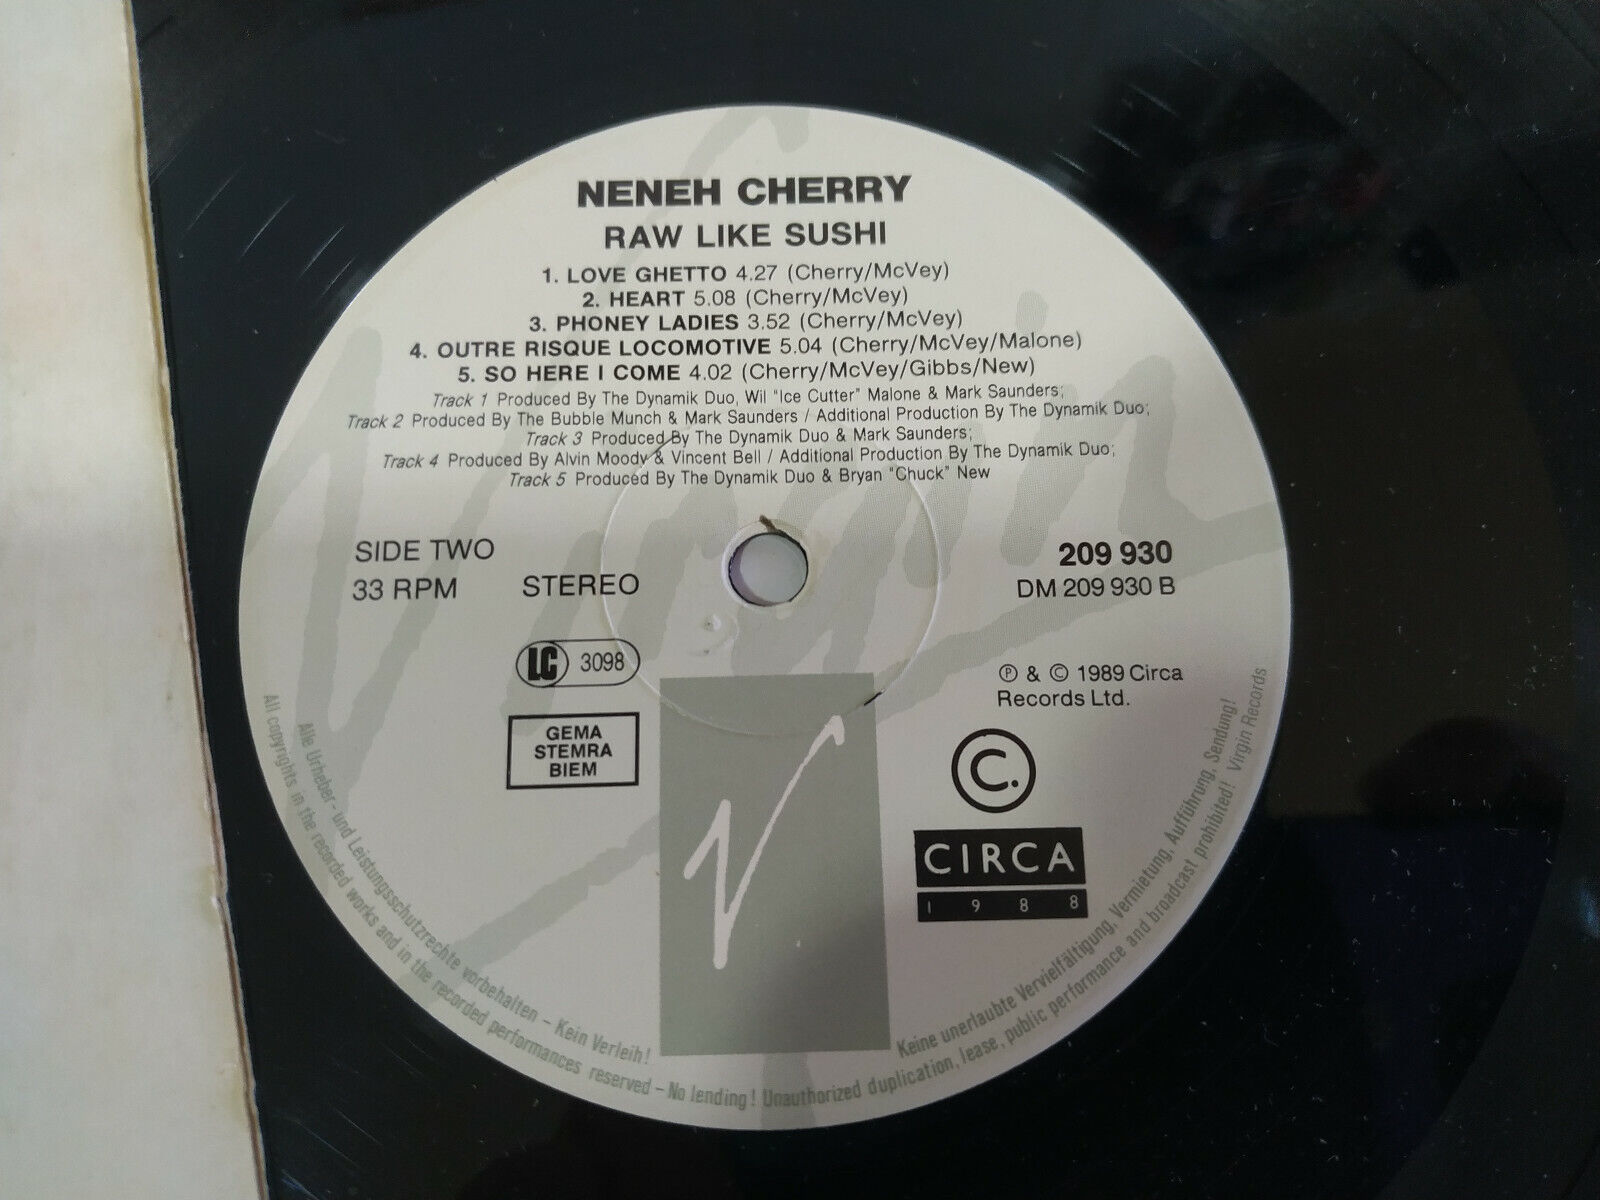 NENEH CHERRY
RAW LIKE SUSHI
1. LOVE GHETTO 4.27 (Cherry/McVey)
2. HEART 5.08 (Cherry/McVey)
3. PHONEY LADIES 3.52 (Cherry/McVey)
4. OUTRE RISQUE LOCOMOTIVE 5.04 (Cherry/McVey/Malone)
5. SO HERE I COME 4.02 (Cherry/McVey/Gibbs/New)
Track 1 Produced By The Dynamik Duo, Wil "Ice Cutter" Malone & Mark Saunders;
Track 2 Produced By The Bubble Munch & Mark Saunders / Additional Production By The Dynamik Duo;
Track 3 Produced By The Dynamik Duo & Mark Saunders;
Track 4 Produced By Alvin Moody & Vincent Bell / Additional Production By The Dynamik Duo;
Track 5 Produced By The Dynamik Duo & Bryan "Chuck" New
SIDE TWO
33 RPM
STEREO
209 930
DM 209 930 B
LC 3098
GEMA
STEMRA
BIEM
℗ & © 1989 Circa
Records Ltd.
C.
CIRCA
1988
V
Virgin
Alle Urheber- und Leistungsschutzrechte vorbehalten – Kein Verleih! Keine unerlaubte Vervielfältigung, Vermietung, Aufführung, Sendung!
All copyrights in the recorded works and in the recorded performances reserved – No lending! Unauthorized duplication, lease, public performance and broadcast prohibited! Virgin Records